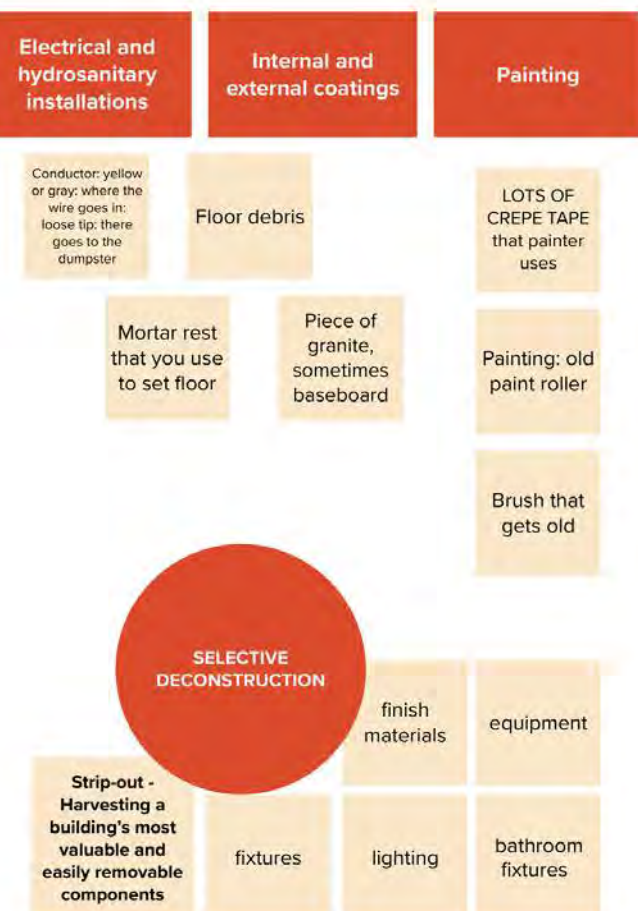 Electrical and
hydrosanitary
installations
Internal and
external coatings
Painting
Conductor: yellow
or gray: where the
wire goes in:
loose tip: there
goes to the
dumpster
Floor debris
LOTS OF
CREPE TAPE
that painter
uses
Mortar rest
that you use
to set floor
Piece of
granite,
sometimes
baseboard
Painting: old
paint roller
Brush that
gets old
SELECTIVE
DECONSTRUCTION
finish
materials
equipment
Strip-out -
Harvesting a
building's most
valuable and
easily removable
components
fixtures
lighting
bathroom
fixtures